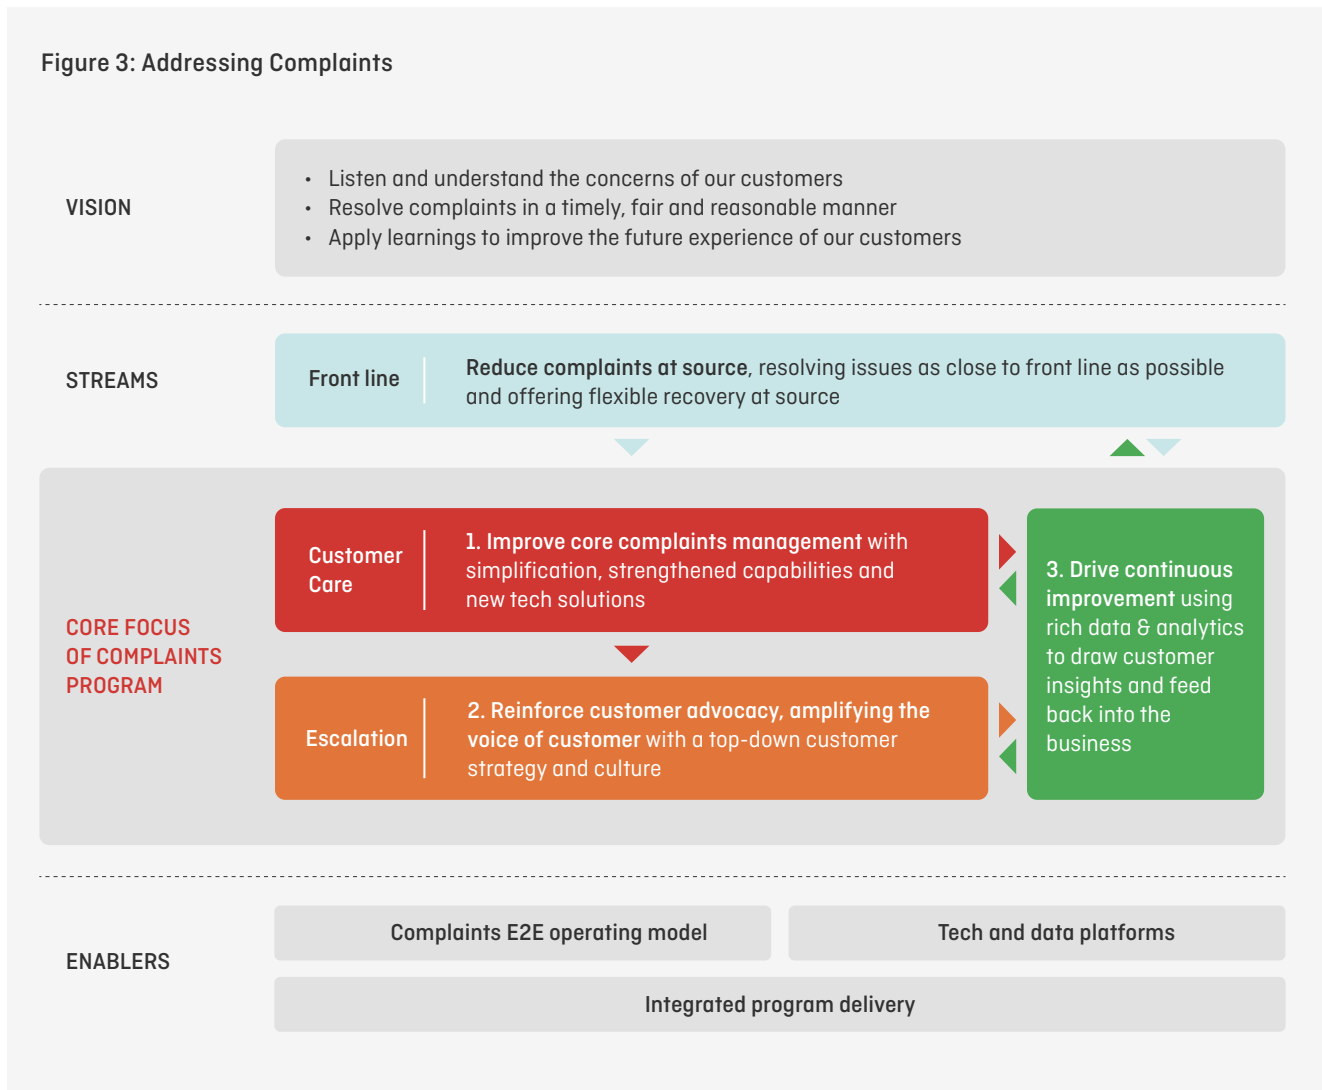 Figure 3: Addressing Complaints
VISION
• Listen and understand the concerns of our customers
• Resolve complaints in a timely, fair and reasonable manner
• Apply learnings to improve the future experience of our customers
STREAMS
Front line
Reduce complaints at source, resolving issues as close to front line as possible
and offering flexible recovery at source
CORE FOCUS
OF COMPLAINTS
PROGRAM
Customer
Care
1. Improve core complaints management with
simplification, strengthened capabilities and
new tech solutions
Escalation
2. Reinforce customer advocacy, amplifying the
voice of customer with a top-down customer
strategy and culture
3. Drive continuous
improvement using
rich data & analytics
to draw customer
insights and feed
back into the
business
ENABLERS
Complaints E2E operating model
Tech and data platforms
Integrated program delivery